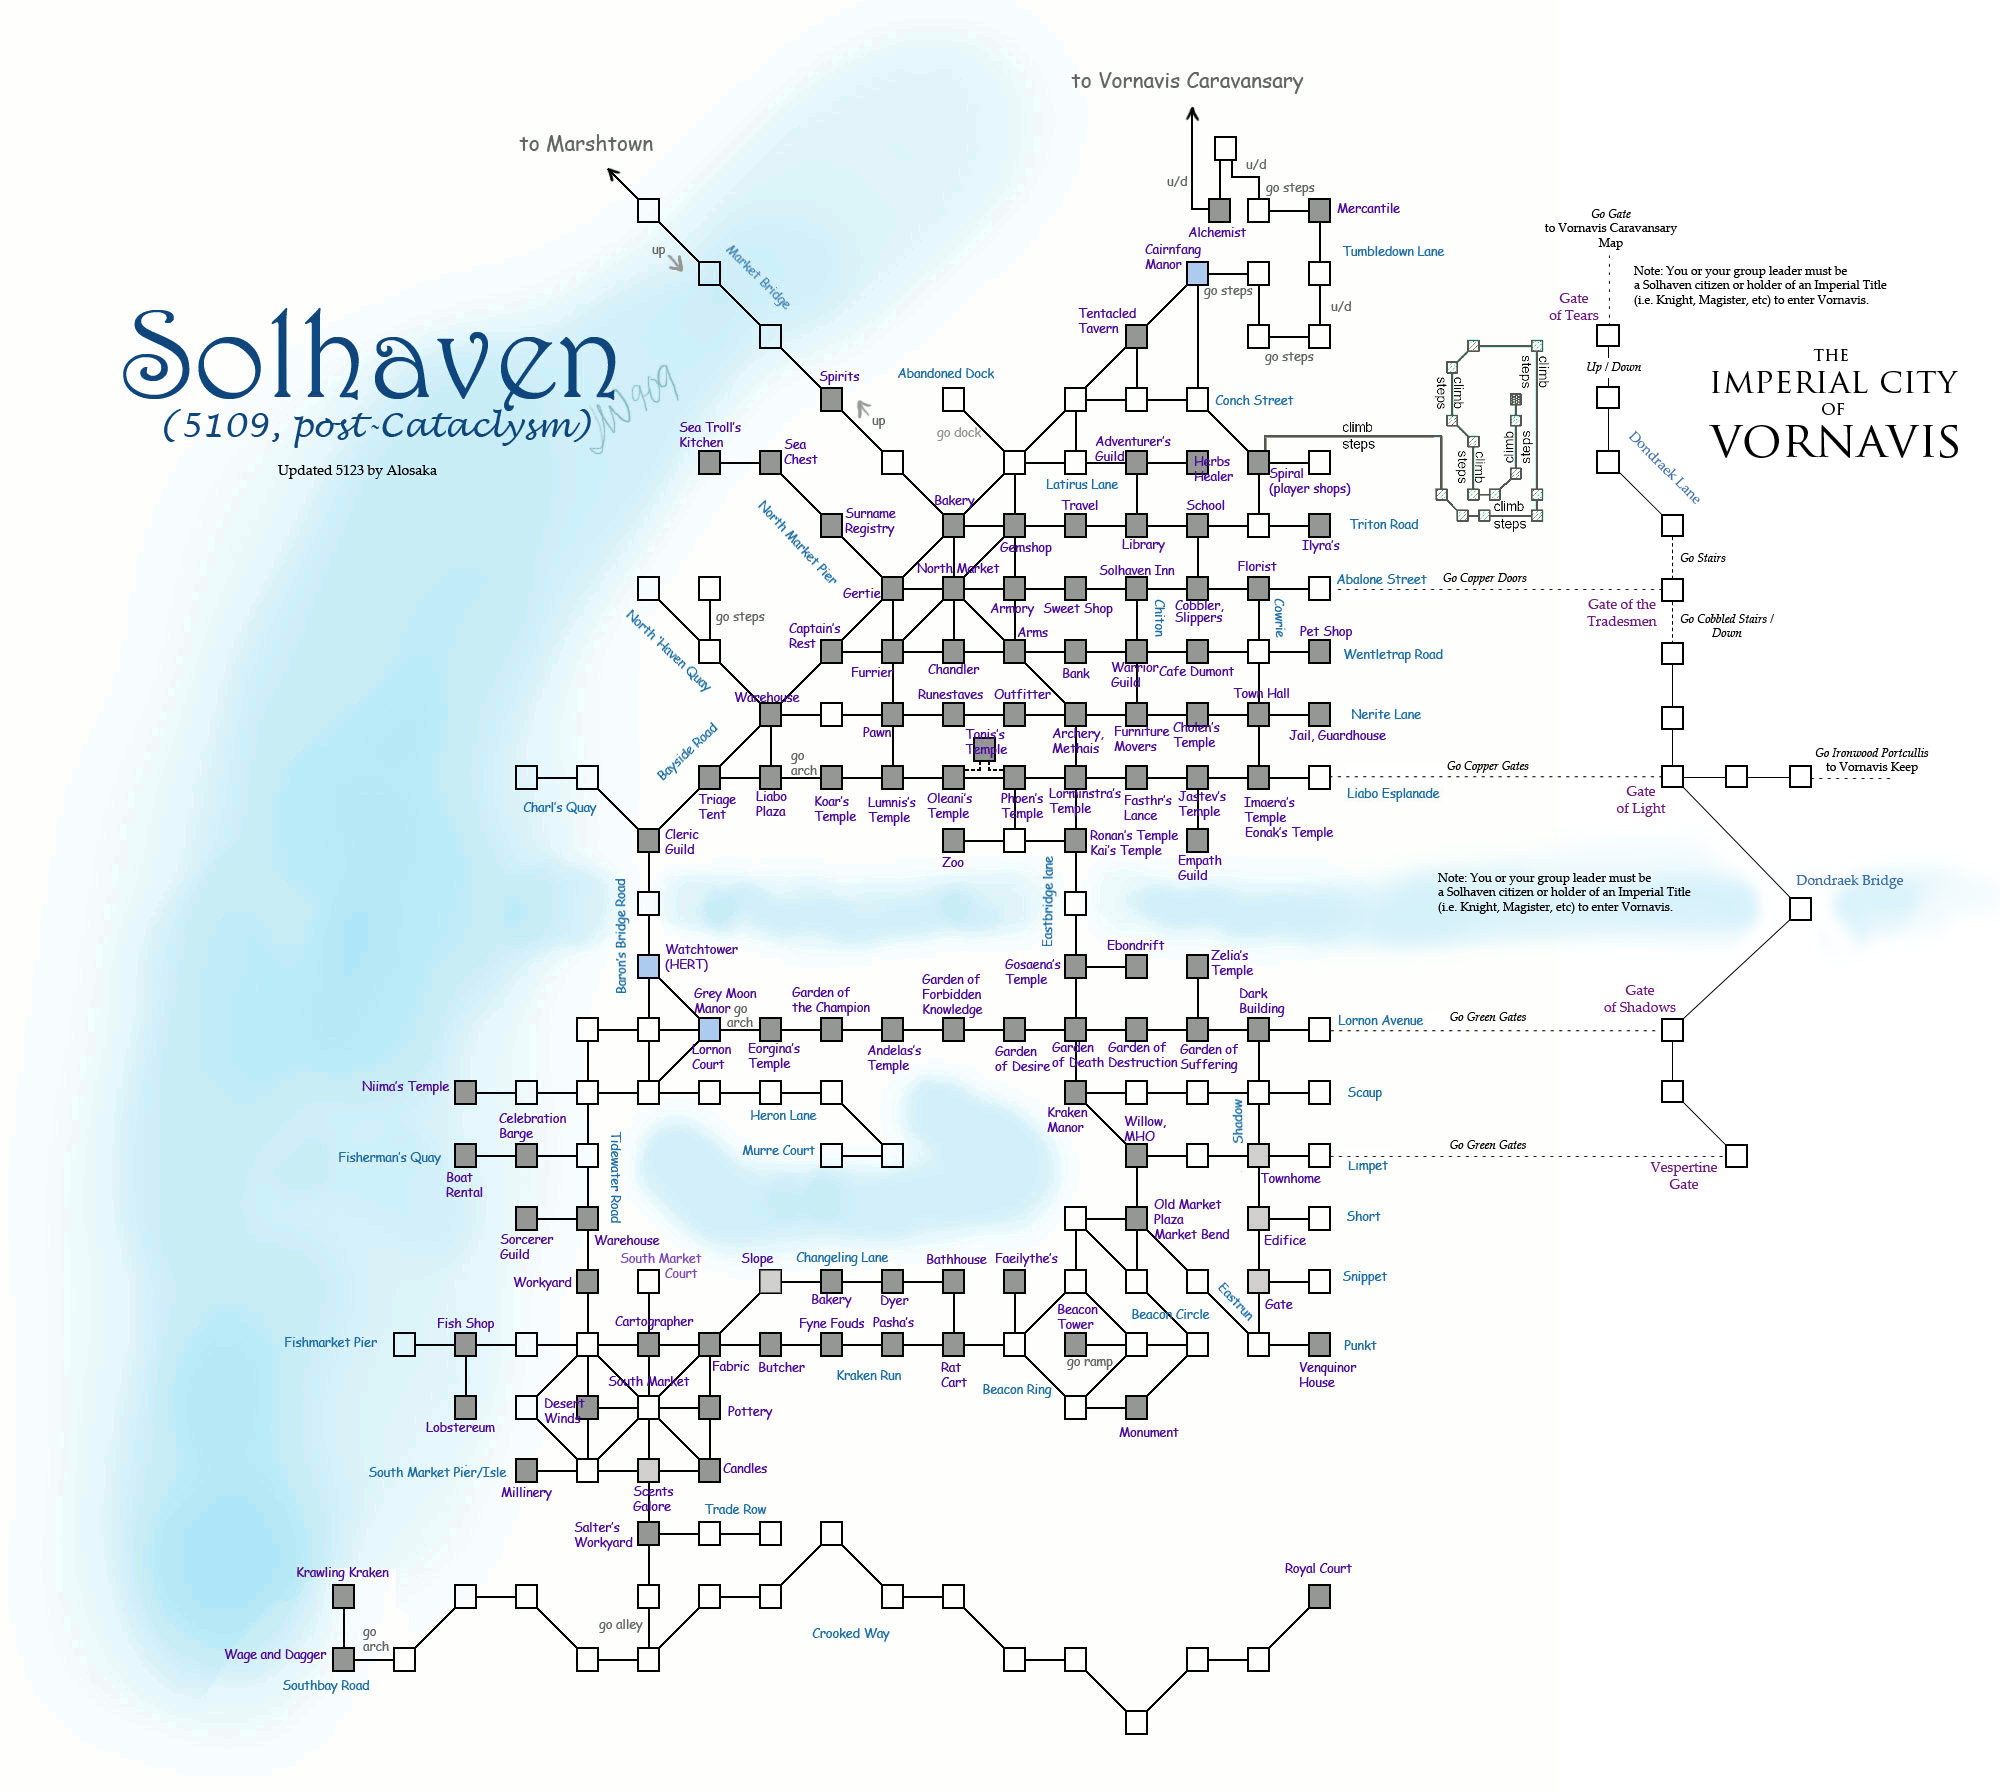 to Vornavis Caravansary
to Marshtown
u/d
u/d
go steps
Mercantile
Alchemist
Cairnfang
Manor
Tumbledown Lane
go steps
u/d
go steps
up
Market Bridge
Tentacled
Tavern
Solhaven
(5109, post-Cataclysm)
JW909
Updated 5123 by Alosaka
Spirits
up
Abandoned Dock
go dock
Conch Street
climb
steps
Sea Troll's
Kitchen
Sea
Chest
Adventurer's
Guild
Herbs
Healer
Spiral
(player shops)
Latirus Lane
Bakery
Travel
School
North Market Pier
Surname
Registry
Gemshop
Library
Ilyra's
Triton Road
North Market
Solhaven Inn
Florist
Gertie
Armory
Sweet Shop
Chiton
Cobbler,
Slippers
Cowrie
Abalone Street
Go Copper Doors
go steps
North 'Haven Quay
Captain's
Rest
Arms
Pet Shop
Furrier
Chandler
Bank
Warrior
Guild
Cafe Dumont
Wentletrap Road
Warehouse
Runestaves
Outfitter
Town Hall
Nerite Lane
Pawn
Tonis's
Temple
Archery,
Methais
Furniture
Movers
Cholen's
Temple
Jail, Guardhouse
Bayside Road
go
arch
Go Copper Gates
Charl's Quay
Triage
Tent
Liabo
Plaza
Koar's
Temple
Lumnis's
Temple
Oleani's
Temple
Phoen's
Temple
Lorminstra's
Temple
Fasthr's
Lance
Jastev's
Temple
Imaera's
Temple
Eonak's Temple
Liabo Esplanade
Cleric
Guild
Zoo
Ronan's Temple
Kai's Temple
Empath
Guild
Baron's Bridge Road
Eastbridge lane
Watchtower
(HERT)
Gosaena's
Temple
Ebondrift
Zelia's
Temple
Grey Moon
Manor
go
arch
Garden of
the Champion
Garden of
Forbidden
Knowledge
Dark
Building
Lornon Avenue
Go Green Gates
Lornon
Court
Eorgina's
Temple
Andelas's
Temple
Garden
of Desire
Garden
of Death
Garden of
Destruction
Garden of
Suffering
Niima's Temple
Heron Lane
Kraken
Manor
Scaup
Celebration
Barge
Willow,
MHO
Shadow
Fisherman's Quay
Boat
Rental
Tidewater Road
Murre Court
Townhome
Limpet
Go Green Gates
Sorcerer
Guild
Warehouse
Old Market
Plaza
Market Bend
Edifice
Short
South Market
Court
Workyard
Slope
Changeling Lane
Bathhouse
Faeilythe's
Bakery
Dyer
Eastrun
Gate
Snippet
Fishmarket Pier
Fish Shop
Cartographer
Fyne Fouds
Pasha's
Beacon
Tower
Beacon Circle
Fabric
Butcher
Kraken Run
Rat
Cart
go ramp
Beacon Ring
Venquinor
House
Punkt
South Market
Lobstereum
Desert
Winds
Pottery
Monument
South Market Pier/Isle
Millinery
Scents
Galore
Candles
Trade Row
Salter's
Workyard
Krawling Kraken
go alley
Crooked Way
Royal Court
Wage and Dagger
go
arch
Southbay Road
climb
steps
climb
steps
climb
steps
climb
steps
climb
steps
Go Gate
to Vornavis Caravansary
Map
Note: You or your group leader must be
a Solhaven citizen or holder of an Imperial Title
(i.e. Knight, Magister, etc) to enter Vornavis.
Gate
of Tears
Up / Down
THE
IMPERIAL CITY
OF
VORNAVIS
Dondraek Lane
Go Stairs
Gate of the
Tradesmen
Go Cobbled Stairs /
Down
Go Ironwood Portcullis
to Vornavis Keep
Gate
of Light
Note: You or your group leader must be
a Solhaven citizen or holder of an Imperial Title
(i.e. Knight, Magister, etc) to enter Vornavis.
Dondraek Bridge
Gate
of Shadows
Vespertine
Gate